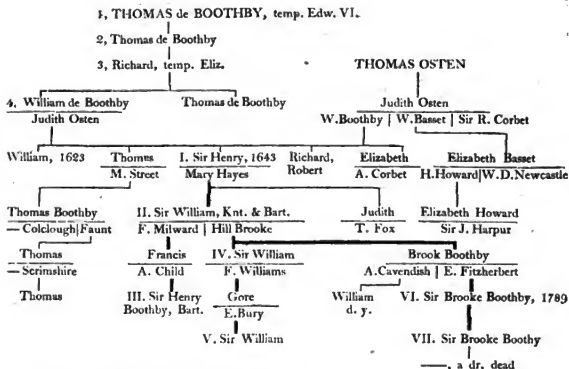 1, THOMAS de BOOTHBY, temp. Edw. VI.
2, Thomas de Boothby
3, Richard, temp. Eliz.
THOMAS OSTEN
4. William de Boothby
Thomas de Boothby
Judith Osten
Judith Osten
W.Boothby | W.Basset | Sir R. Corbet
William, 1623
Thomas
I. Sir Henry, 1643
Richard,
Robert
Elizabeth
Elizabeth Basset
M. Street
Mary Hayes
A. Corbet
H.Howard|W.D.Newcastle
Thomas Boothby
II. Sir William, Knt. & Bart.
Judith
Elizabeth Howard
— Colclough|Faunt
F. Milward | Hill Brooke
T. Fox
Sir J. Harpur
Thomas
Francis
IV. Sir William
Brook Boothby
— Scrimshire
A. Child
F. Williams
A.Cavendish | E. Fitzherbert
Thomas
III. Sir Henry
Boothby, Bart.
Gore
William
d. y.
VI. Sir Brooke Boothby, 1789
E.Bury
V. Sir William
VII. Sir Brooke Boothy
——, a dr. dead